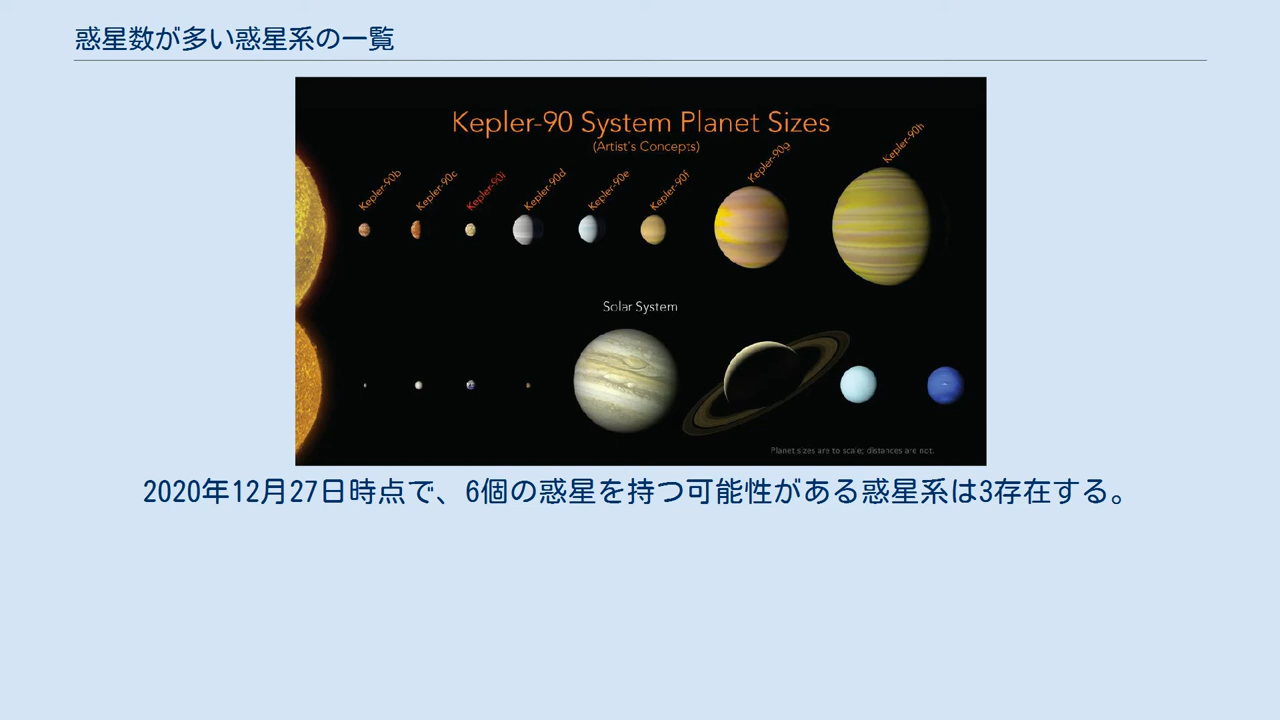 惑星数が多い惑星系の一覧
Kepler-90 System Planet Sizes
(Artist's Concepts)
Kepler-90b
Kepler-90c
Kepler-90i
Kepler-90d
Kepler-90e
Kepler-90f
Kepler-90g
Kepler-90h
Solar System
Planet sizes are to scale; distances are not.
2020年12月27日時点で、6個の惑星を持つ可能性がある惑星系は3存在する。